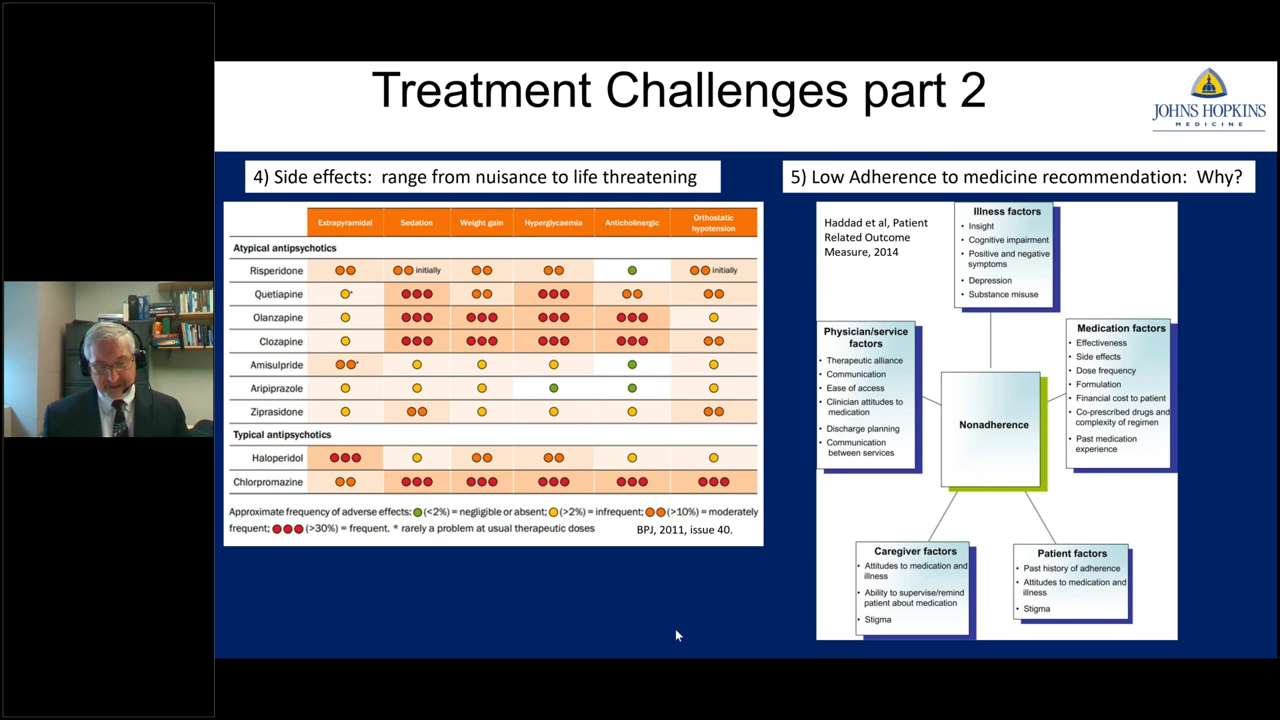 Treatment Challenges part 2
JOHNS HOPKINS
MEDICINE
4) Side effects: range from nuisance to life threatening
Extrapyramidal Sedation Weight gain Hyperglycaemia Anticholinergic Orthostatic hypotension
Atypical antipsychotics
Risperidone initially initially
Quetiapine *
Olanzapine
Clozapine
Amisulpride *
Aripiprazole
Ziprasidone
Typical antipsychotics
Haloperidol
Chlorpromazine
Approximate frequency of adverse effects: (<2%) = negligible or absent; (>2%) = infrequent; (>10%) = moderately
frequent; (>30%) = frequent. * rarely a problem at usual therapeutic doses
BPJ, 2011, issue 40.
5) Low Adherence to medicine recommendation: Why?
Haddad et al, Patient
Related Outcome
Measure, 2014
Illness factors
• Insight
• Cognitive impairment
• Positive and negative
symptoms
• Depression
• Substance misuse
Physician/service
factors
• Therapeutic alliance
• Communication
• Ease of access
• Clinician attitudes to
medication
• Discharge planning
• Communication
between services
Nonadherence
Medication factors
• Effectiveness
• Side effects
• Dose frequency
• Formulation
• Financial cost to patient
• Co-prescribed drugs and
complexity of regimen
• Past medication
experience
Caregiver factors
• Attitudes to medication and
illness
• Ability to supervise/remind
patient about medication
• Stigma
Patient factors
• Past history of adherence
• Attitudes to medication and
illness
• Stigma